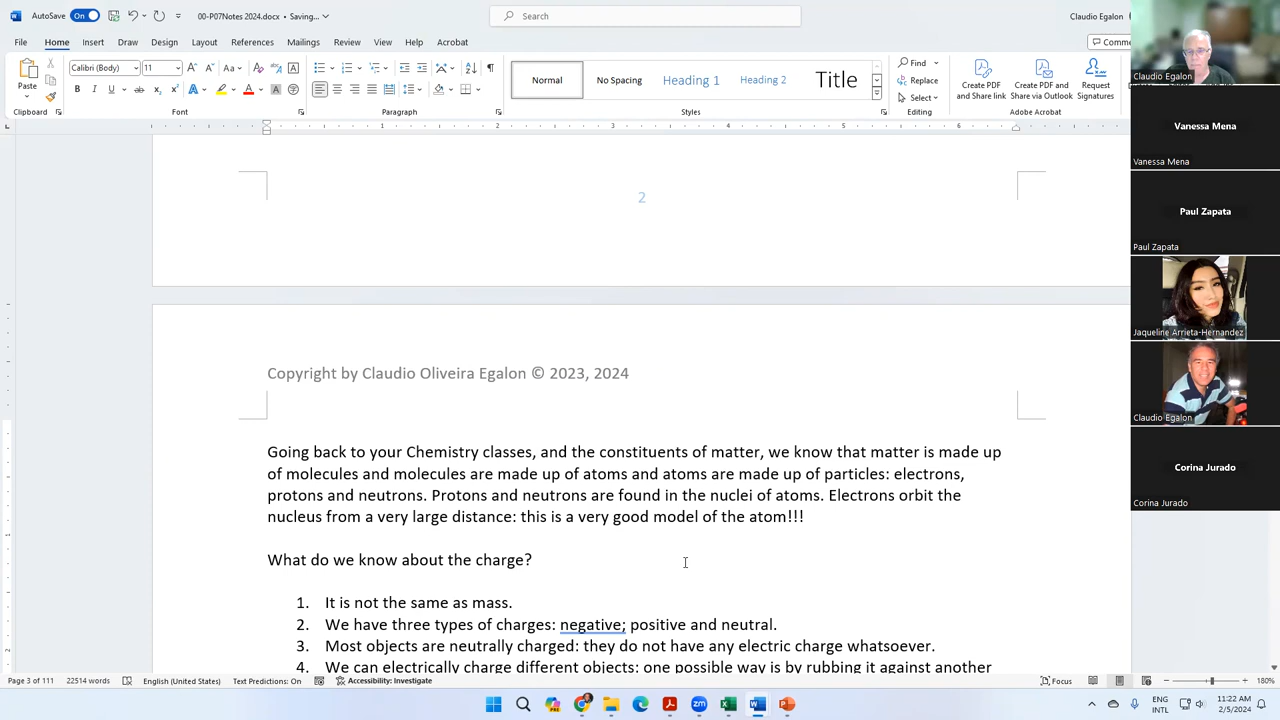 AutoSave On 00-P07Notes 2024.docx • Saving... Search Claudio Egalon
File Home Insert Draw Design Layout References Mailings Review View Help Acrobat Comme
Paste Calibri (Body) 11 Normal No Spacing Heading 1 Heading 2 Title Find Replace Select Create PDF and Share link Create PDF and Share via Outlook Request Signatures
Clipboard Font Paragraph Styles Editing Adobe Acrobat
2
Copyright by Claudio Oliveira Egalon © 2023, 2024
Going back to your Chemistry classes, and the constituents of matter, we know that matter is made up
of molecules and molecules are made up of atoms and atoms are made up of particles: electrons,
protons and neutrons. Protons and neutrons are found in the nuclei of atoms. Electrons orbit the
nucleus from a very large distance: this is a very good model of the atom!!!
What do we know about the charge?
1. It is not the same as mass.
2. We have three types of charges: negative; positive and neutral.
3. Most objects are neutrally charged: they do not have any electric charge whatsoever.
4. We can electrically charge different objects: one possible way is by rubbing it against another
Page 3 of 111 22514 words English (United States) Text Predictions: On Accessibility: Investigate Focus 180%
ENG INTL 11:22 AM 2/5/2024
Claudio Egalon
Vanessa Mena
Vanessa Mena
Paul Zapata
Paul Zapata
Jaqueline Arrieta-Hernandez
Claudio Egalon
Corina Jurado
Corina Jurado